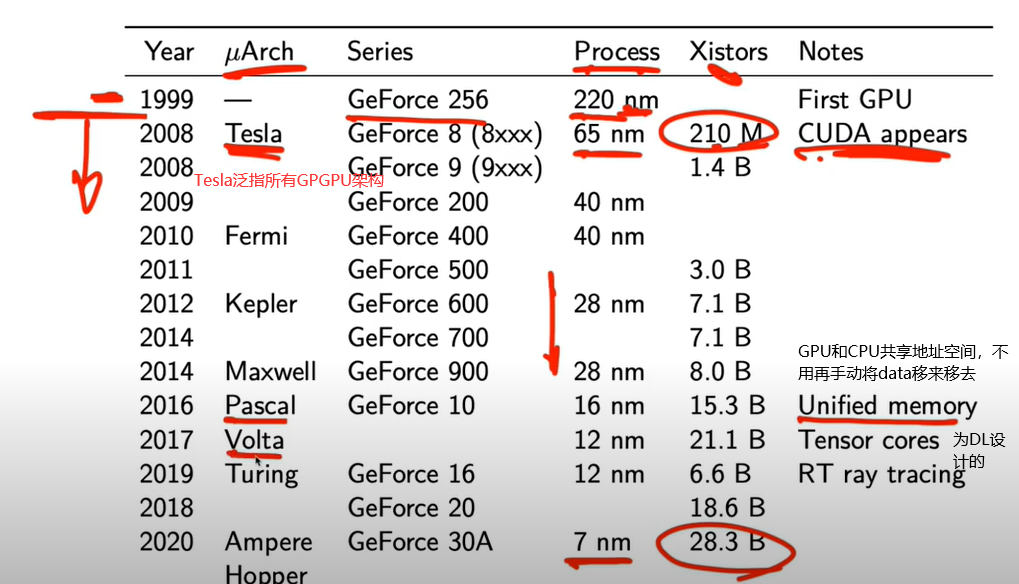 Year μArch Series Process Xistors Notes
1999 — GeForce 256 220 nm First GPU
2008 Tesla GeForce 8 (8xxx) 65 nm 210 M CUDA appears
2008 GeForce 9 (9xxx) 1.4 B
Tesla泛指所有GPGPU架构
2009 GeForce 200 40 nm
2010 Fermi GeForce 400 40 nm
2011 GeForce 500 3.0 B
2012 Kepler GeForce 600 28 nm 7.1 B
2014 GeForce 700 7.1 B
GPU和CPU共享地址空间，不
用再手动将data移来移去
2014 Maxwell GeForce 900 28 nm 8.0 B
2016 Pascal GeForce 10 16 nm 15.3 B Unified memory
2017 Volta 12 nm 21.1 B Tensor cores
为DL设
计的
2019 Turing GeForce 16 12 nm 6.6 B RT ray tracing
2018 GeForce 20 18.6 B
2020 Ampere GeForce 30A 7 nm 28.3 B
Hopper